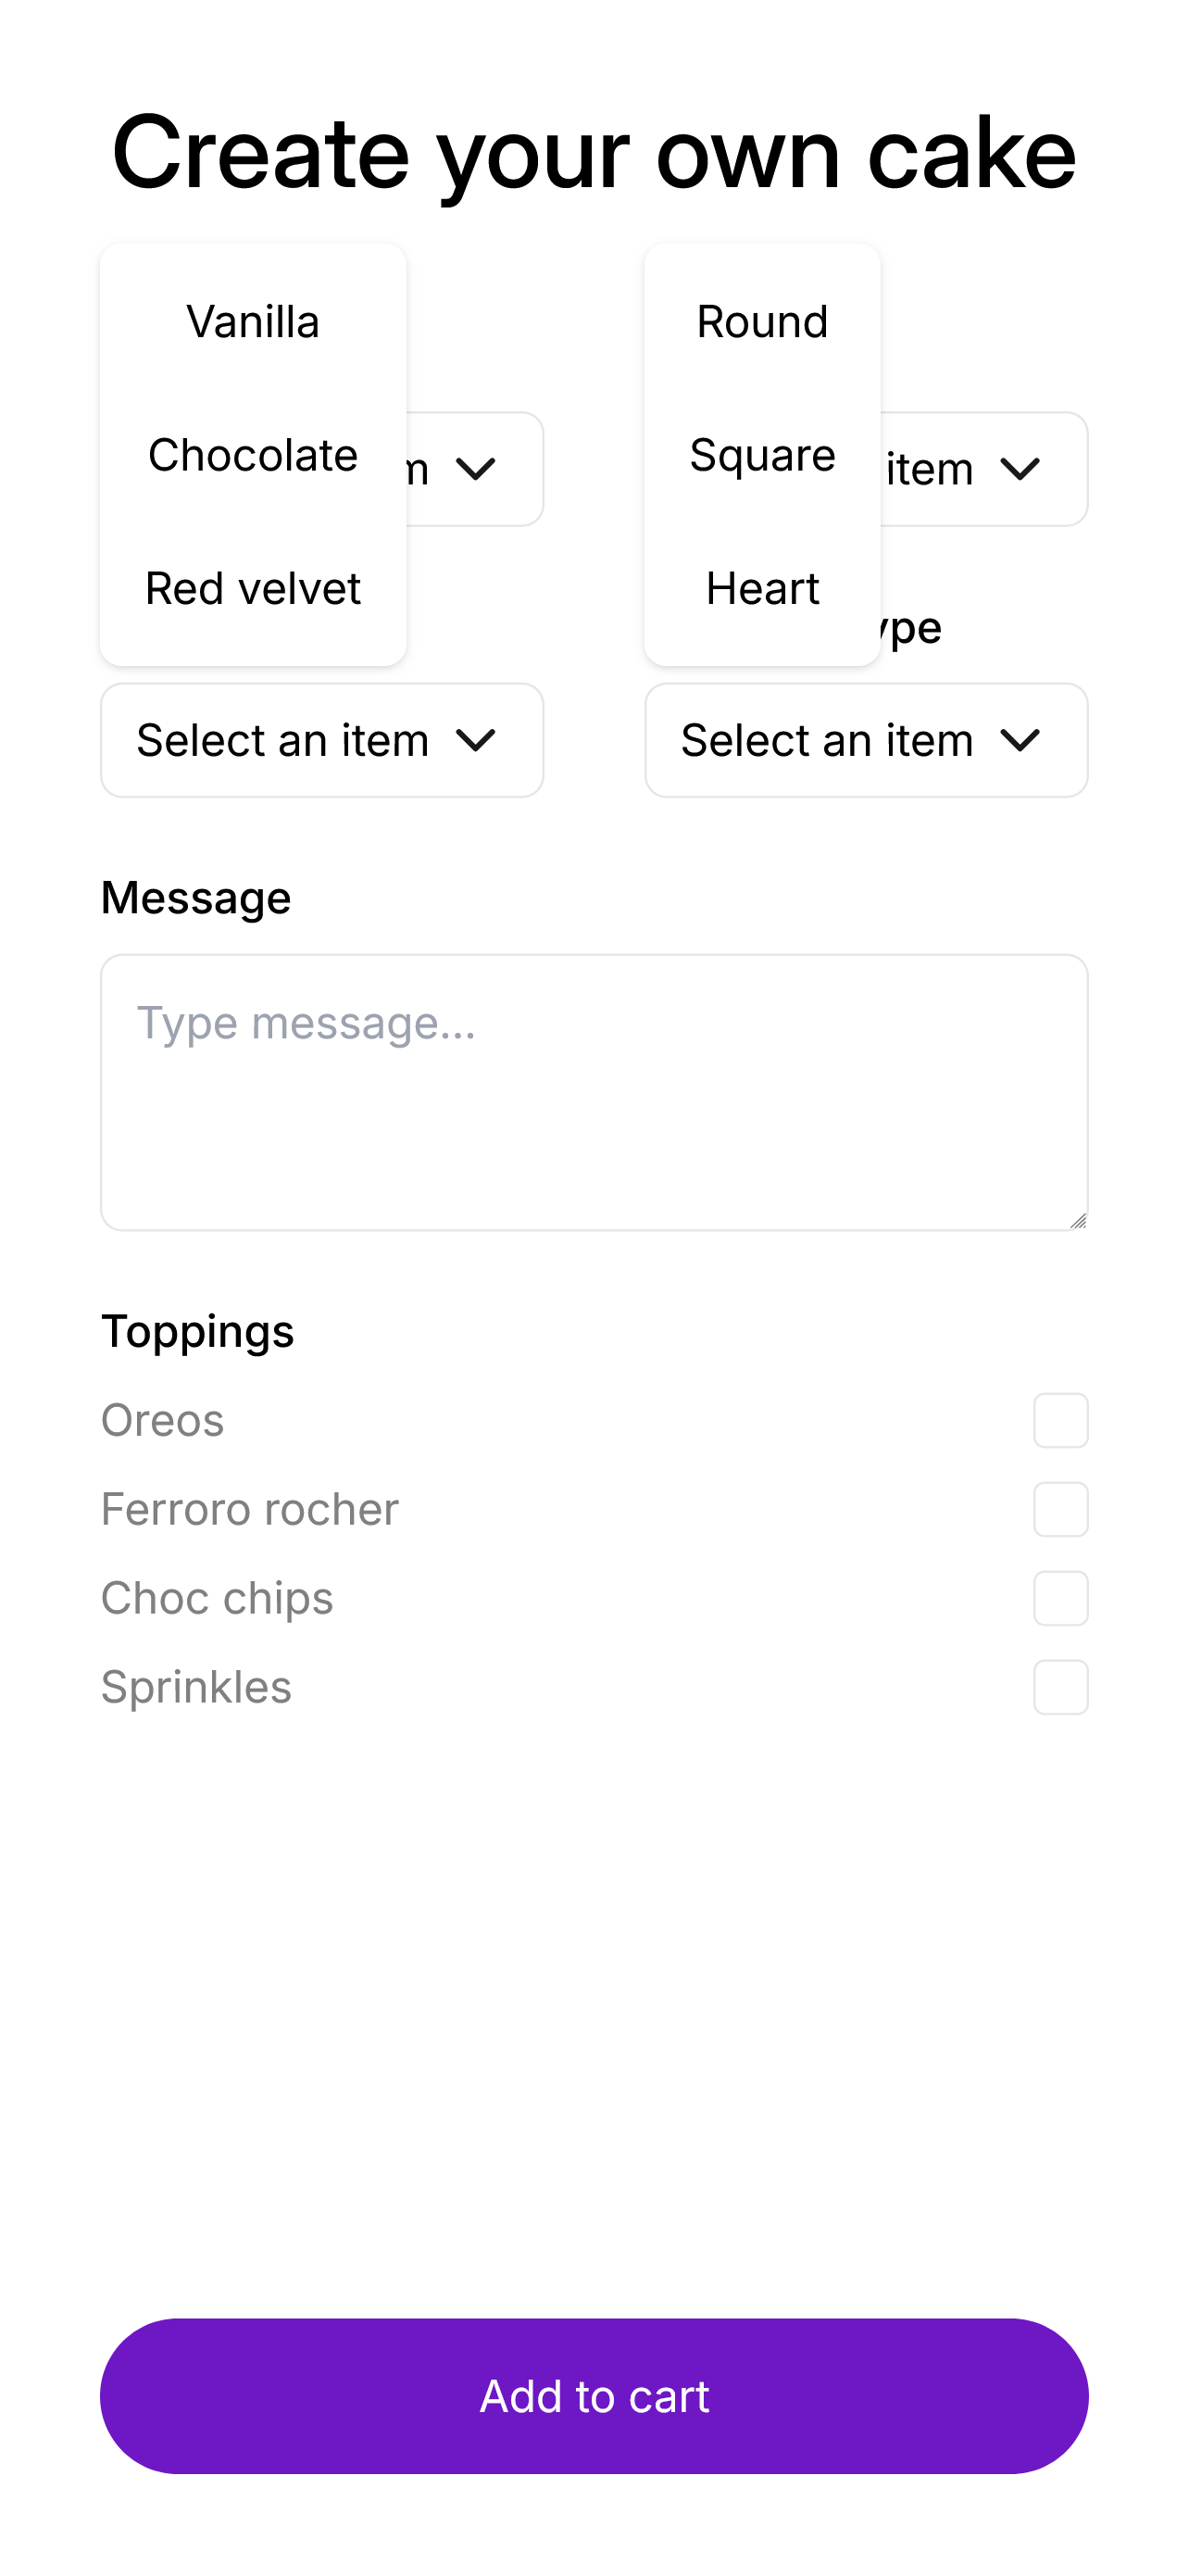 Create your own cake
Vanilla
Chocolate
Red velvet
Round
Square
Heart
item
Select an item
Select an item
Message
Type message...
Toppings
Oreos
Ferroro rocher
Choc chips
Sprinkles
Add to cart